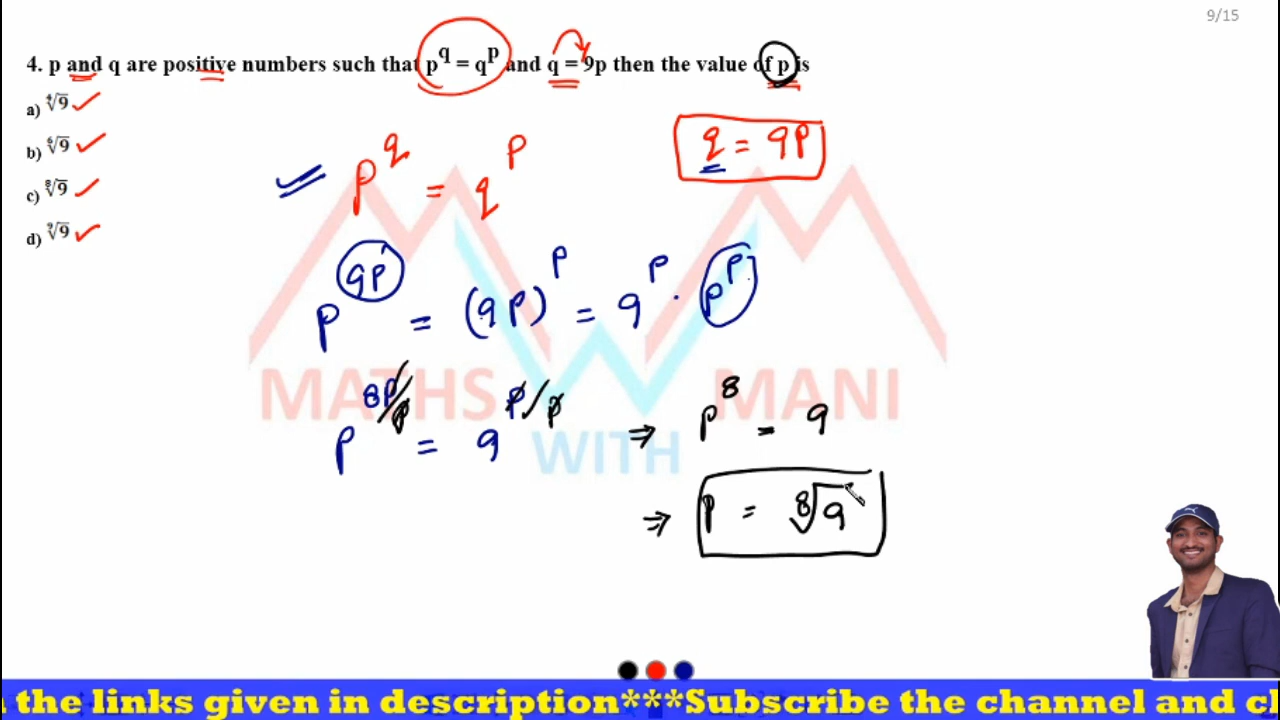 9/15
4. p and q are positive numbers such that p^q = q^p and q = 9p then the value of p is
a) ⁴√9
b) ⁶√9
c) ⁸√9
d)
√9
p^q = q^p
q = 9p
p^9p = (9p)^p = 9^p · p^p
p^8p/p = 9^p/p ⇒ p^8 = 9
⇒ p = ⁸√9
MATHS WITH MANI
n the links given in description***Subscribe the channel and cl